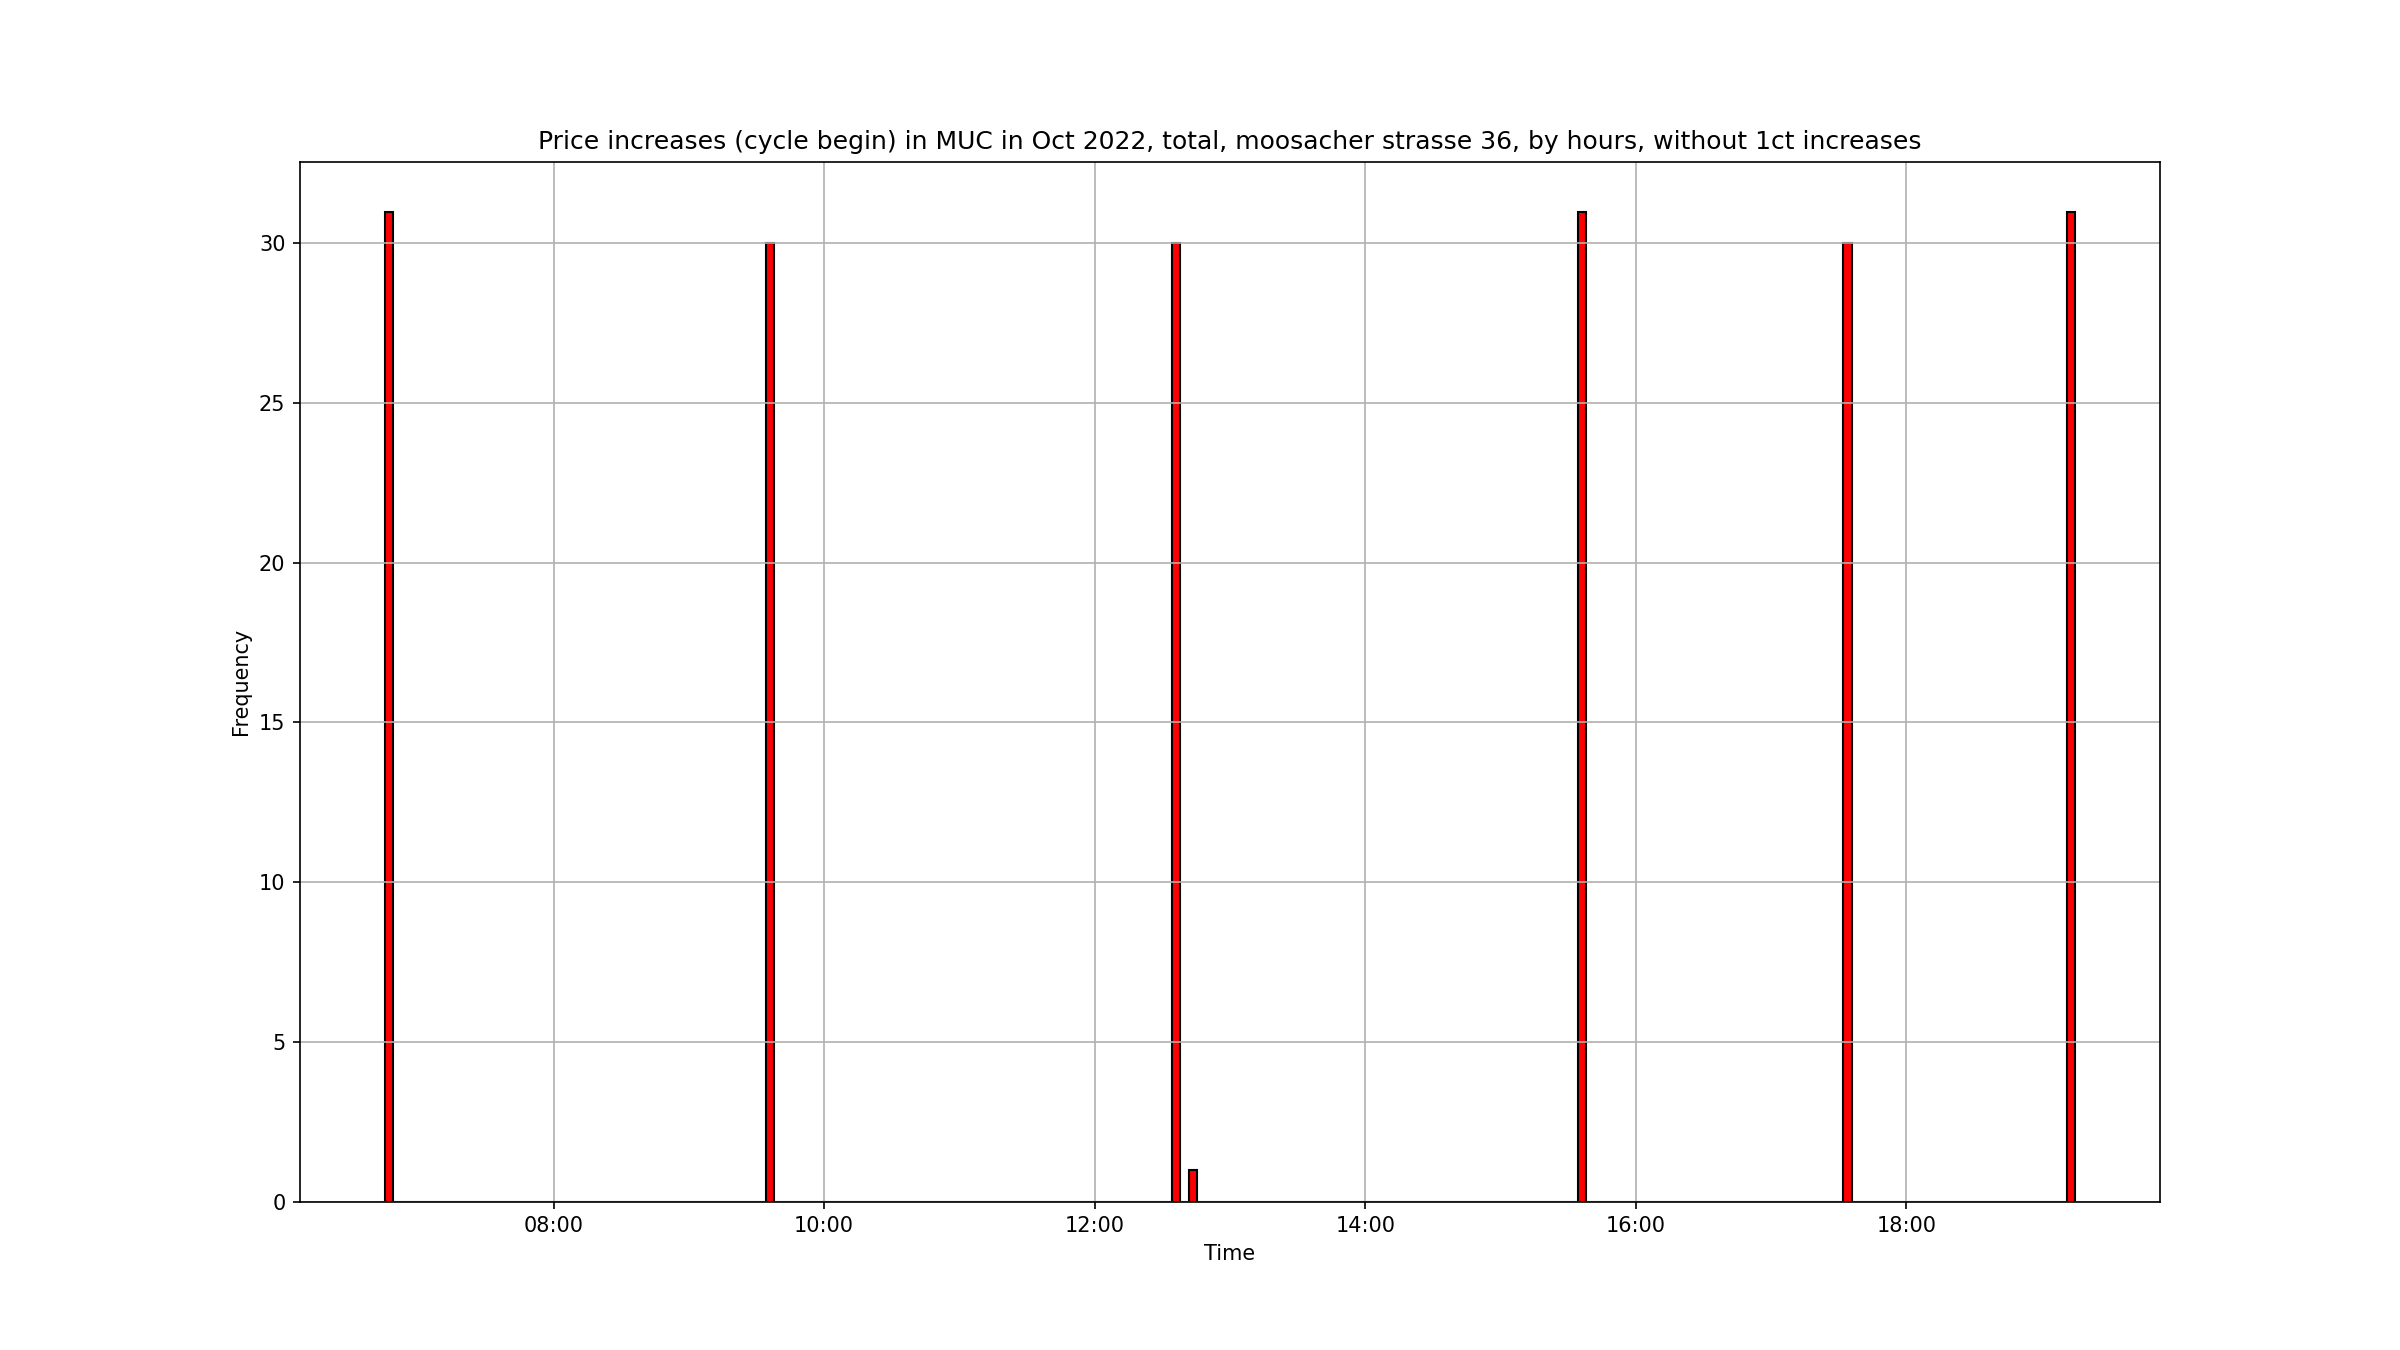 Price increases (cycle begin) in MUC in Oct 2022, total, moosacher strasse 36, by hours, without 1ct increases
30
25
20
15
10
5
0
Frequency
08:00 10:00 12:00 14:00 16:00 18:00
Time